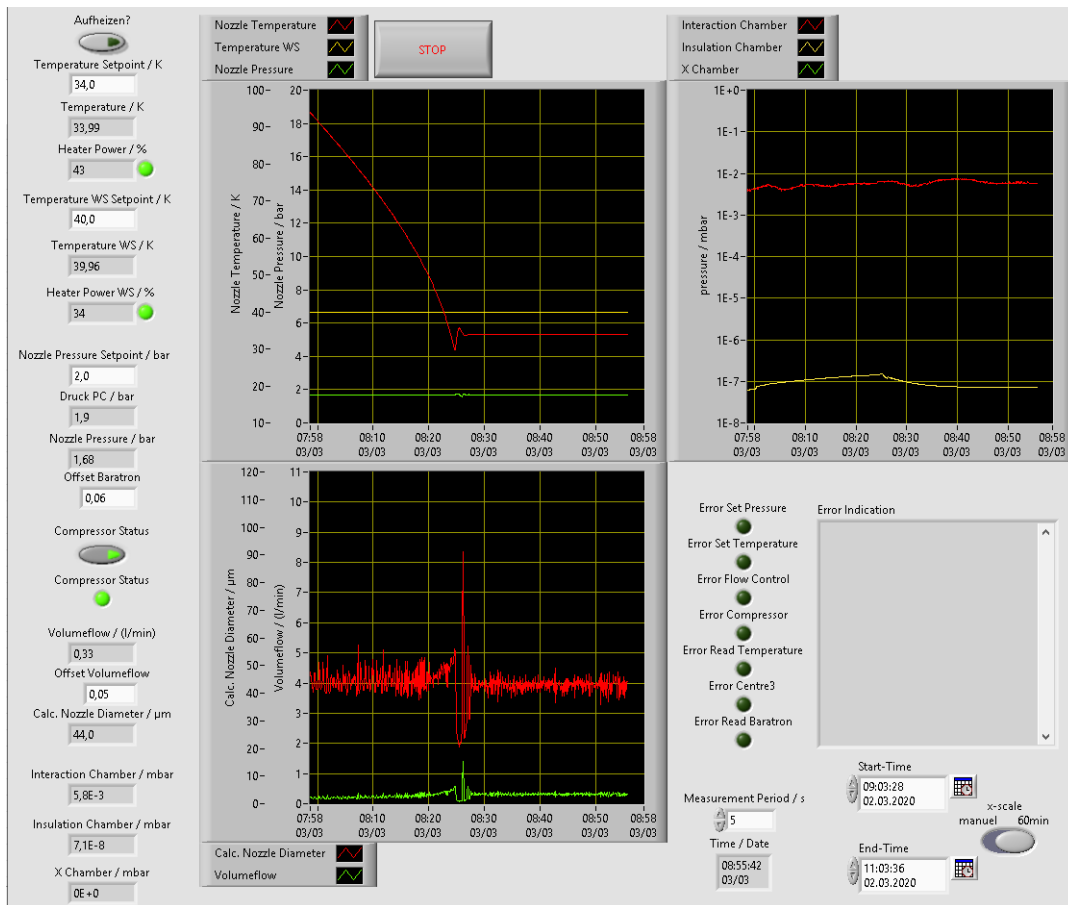 Aufheizen?
Temperature Setpoint / K
34,0
Temperature / K
33,99
Heater Power / %
43
Temperature WS Setpoint / K
40,0
Temperature WS / K
39,96
Heater Power WS / %
34
Nozzle Pressure Setpoint / bar
2,0
Druck PC / bar
1,9
Nozzle Pressure / bar
1,68
Offset Baratron
0,06
Compressor Status
Compressor Status
Volumeflow / (l/min)
0,33
Offset Volumeflow
0,05
Calc. Nozzle Diameter / µm
44,0
Interaction Chamber / mbar
5,8E-3
Insulation Chamber / mbar
7,1E-8
X Chamber / mbar
0E+0
Nozzle Temperature
Temperature WS
Nozzle Pressure
STOP
Nozzle Temperature / K
100-
90-
80-
70-
60-
50-
40-
30-
20-
10-
Nozzle Pressure / bar
20-
18-
16-
14-
12-
10-
8-
6-
4-
2-
0-
07:58 08:10 08:20 08:30 08:40 08:50 08:58
03/03 03/03 03/03 03/03 03/03 03/03 03/03
Interaction Chamber
Insulation Chamber
X Chamber
pressure / mbar
1E+0-
1E-1-
1E-2-
1E-3-
1E-4-
1E-5-
1E-6-
1E-7-
1E-8-
07:58 08:10 08:20 08:30 08:40 08:50 08:58
03/03 03/03 03/03 03/03 03/03 03/03 03/03
Calc. Nozzle Diameter / µm
120-
110-
100-
90-
80-
70-
60-
50-
40-
30-
20-
10-
0-
Volumeflow / (l/min)
11-
10-
9-
8-
7-
6-
5-
4-
3-
2-
1-
0-
07:58 08:10 08:20 08:30 08:40 08:50 08:58
03/03 03/03 03/03 03/03 03/03 03/03 03/03
Calc. Nozzle Diameter
Volumeflow
Error Set Pressure
Error Set Temperature
Error Flow Control
Error Compressor
Error Read Temperature
Error Centre3
Error Read Baratron
Error Indication
Measurement Period / s
5
Time / Date
08:55:42
03/03
Start-Time
09:03:28
02.03.2020
End-Time
11:03:36
02.03.2020
x-scale
manuel 60min